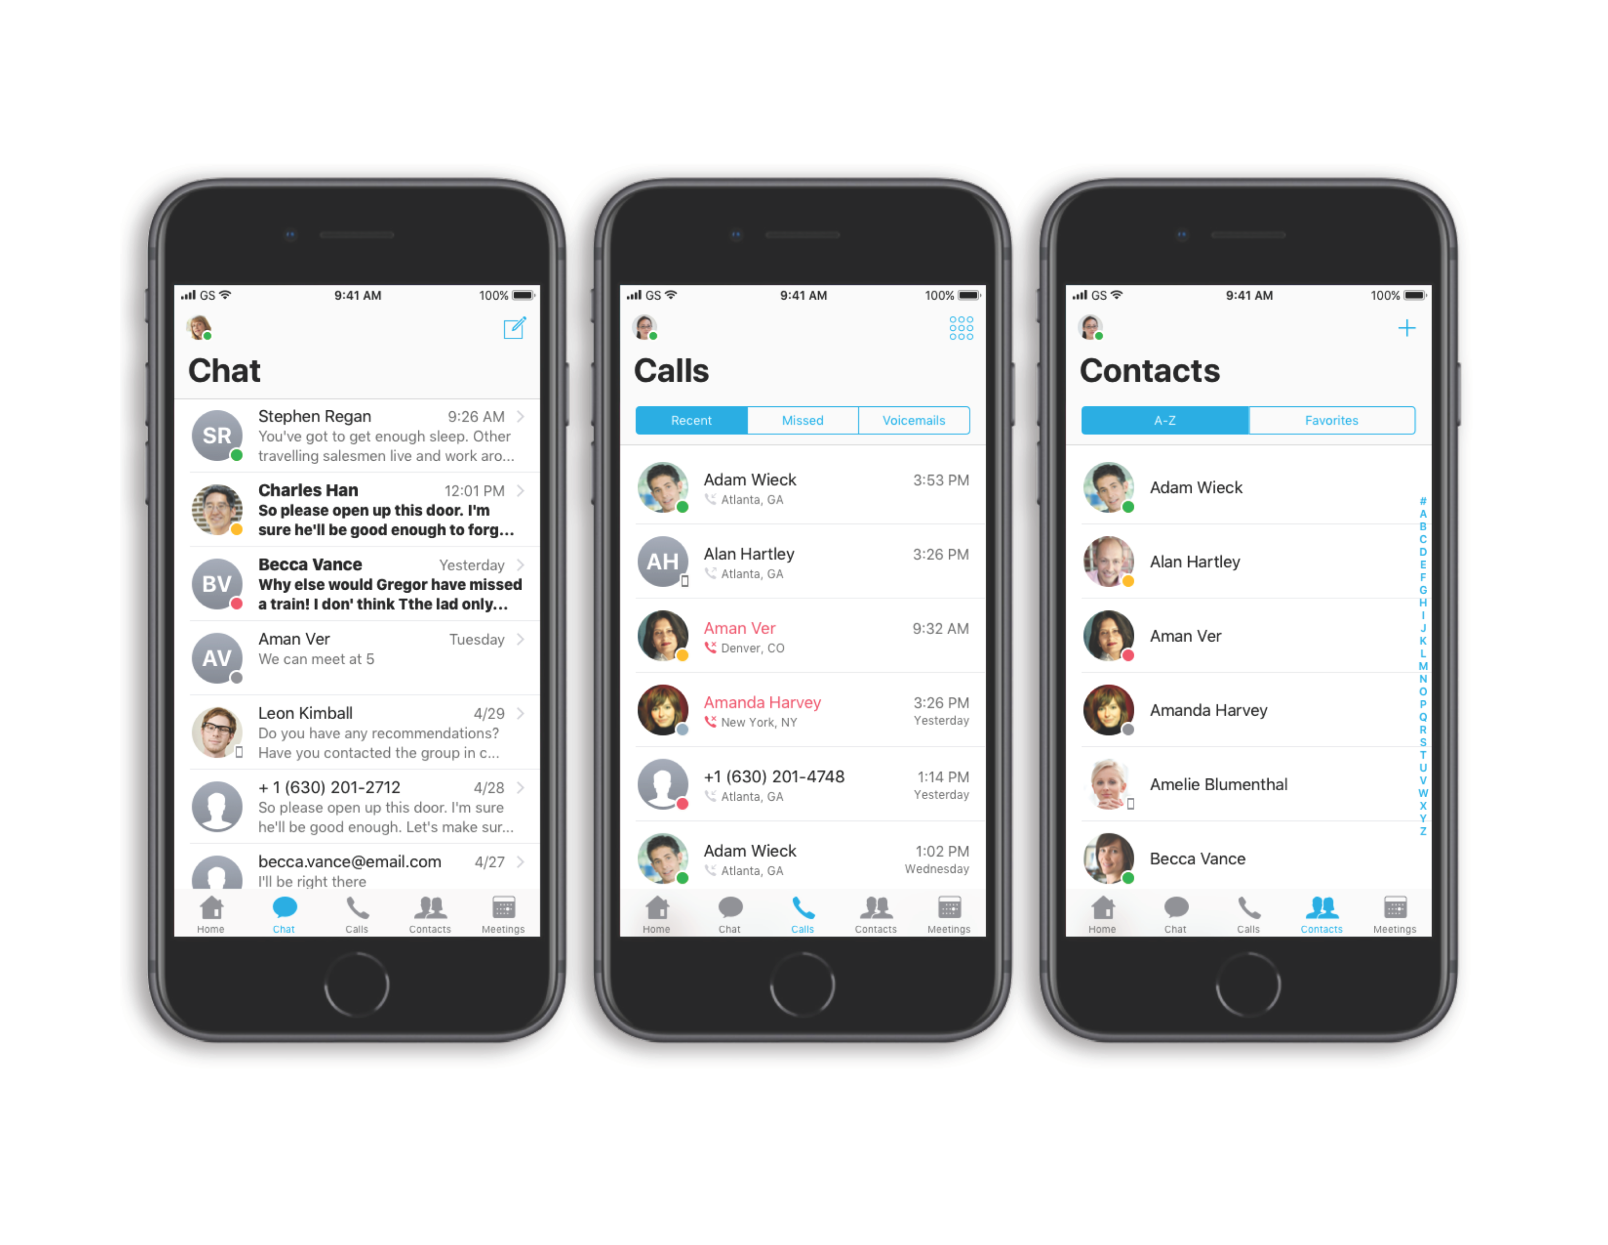 GS 9:41 AM 100%
Chat
SR
Stephen Regan 9:26 AM
You've got to get enough sleep. Other
travelling salesmen live and work aro...
Charles Han 12:01 PM
So please open up this door. I'm
sure he'll be good enough to forg...
BV
Becca Vance Yesterday
Why else would Gregor have missed
a train! I don' think Tthe lad only...
AV
Aman Ver Tuesday
We can meet at 5
Leon Kimball 4/29
Do you have any recommendations?
Have you contacted the group in c...
+ 1 (630) 201-2712 4/28
So please open up this door. I'm sure
he'll be good enough. Let's make sur...
becca.vance@email.com 4/27
I'll be right there
Home Chat Calls Contacts Meetings
GS 9:41 AM 100%
Calls
Recent Missed Voicemails
Adam Wieck 3:53 PM
Atlanta, GA
AH
Alan Hartley 3:26 PM
Atlanta, GA
Aman Ver 9:32 AM
Denver, CO
Amanda Harvey 3:26 PM
New York, NY Yesterday
+1 (630) 201-4748 1:14 PM
Atlanta, GA Yesterday
Adam Wieck 1:02 PM
Atlanta, GA Wednesday
Home Chat Calls Contacts Meetings
GS 9:41 AM 100%
Contacts
A-Z Favorites
Adam Wieck
Alan Hartley
Aman Ver
Amanda Harvey
Amelie Blumenthal
Becca Vance
#
A
B
C
D
E
F
G
H
I
J
K
L
M
N
O
P
Q
R
S
T
U
V
W
X
Y
Z
Home Chat Calls Contacts Meetings